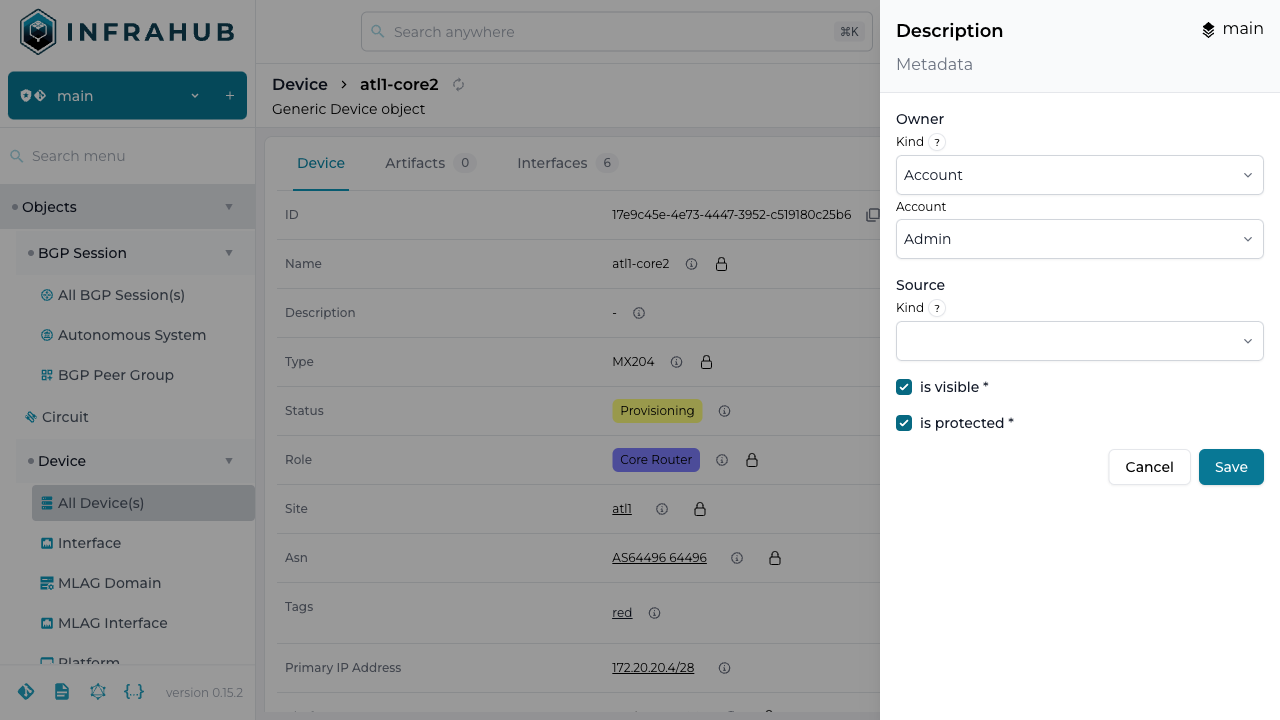 INFRAHUB
main
+
Search menu
Objects
BGP Session
All BGP Session(s)
Autonomous System
BGP Peer Group
Circuit
Device
All Device(s)
Interface
MLAG Domain
MLAG Interface
Platform
version 0.15.2
Search anywhere
⌘K
Device > atl1-core2
Generic Device object
Device
Artifacts 0
Interfaces 6
ID 17e9c45e-4e73-4447-3952-c519180c25b6
Name atl1-core2
Description -
Type MX204
Status Provisioning
Role Core Router
Site atl1
Asn AS64496 64496
Tags red
Primary IP Address 172.20.20.4/28
Description
main
Metadata
Owner
Kind ?
Account
Account
Admin
Source
Kind ?
is visible *
is protected *
Cancel
Save